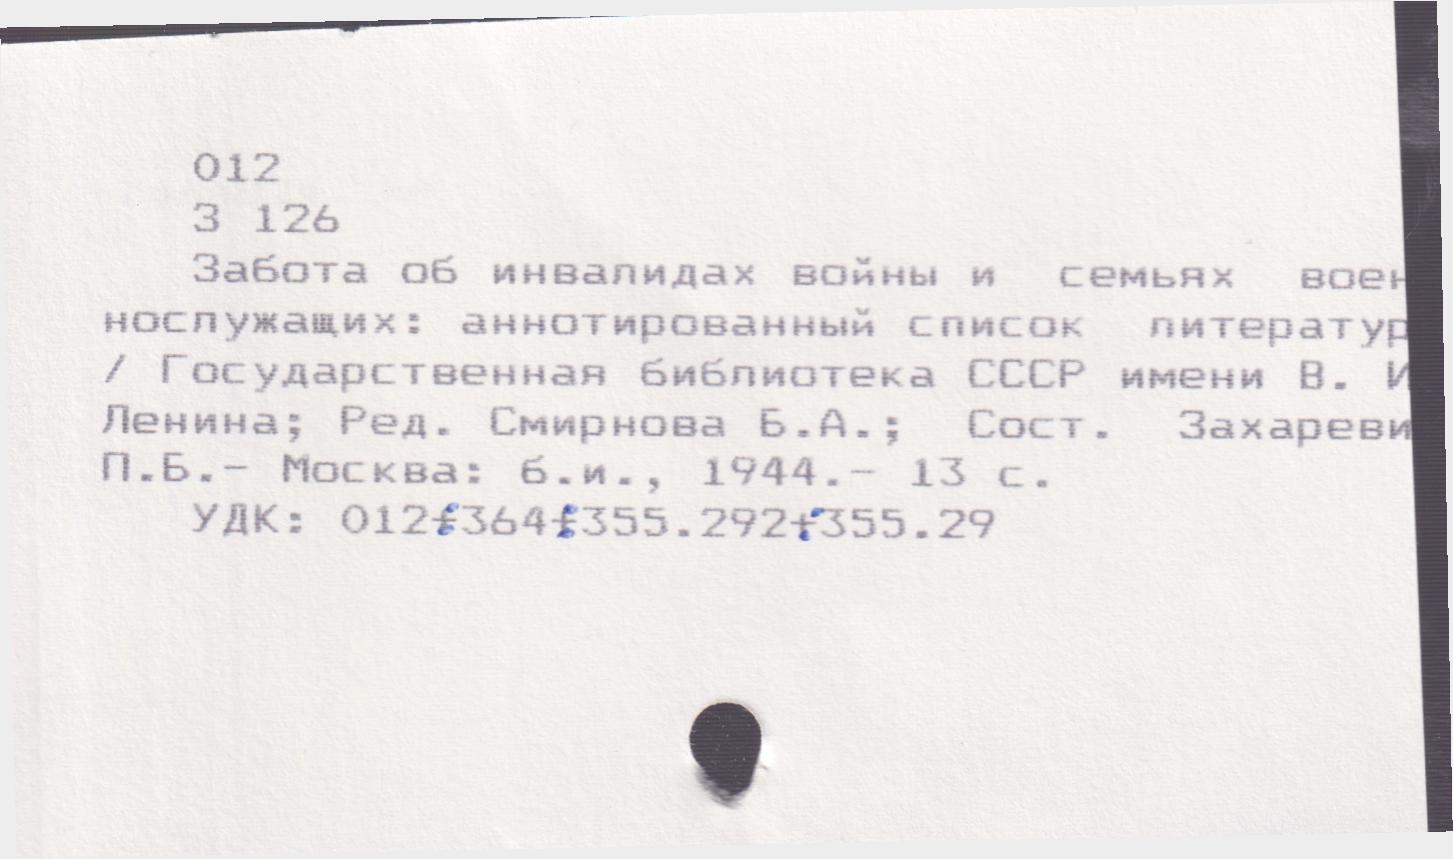 012
З 126
Забота об инвалидах войны и семьях воен
нослужащих: аннотированный список литератур
/ Государственная библиотека СССР имени В. И
Ленина; Ред. Смирнова Б.А.; Сост. Захареви
П.Б.- Москва: б.и., 1944.- 13 с.
УДК: 012+364+355.292+355.29